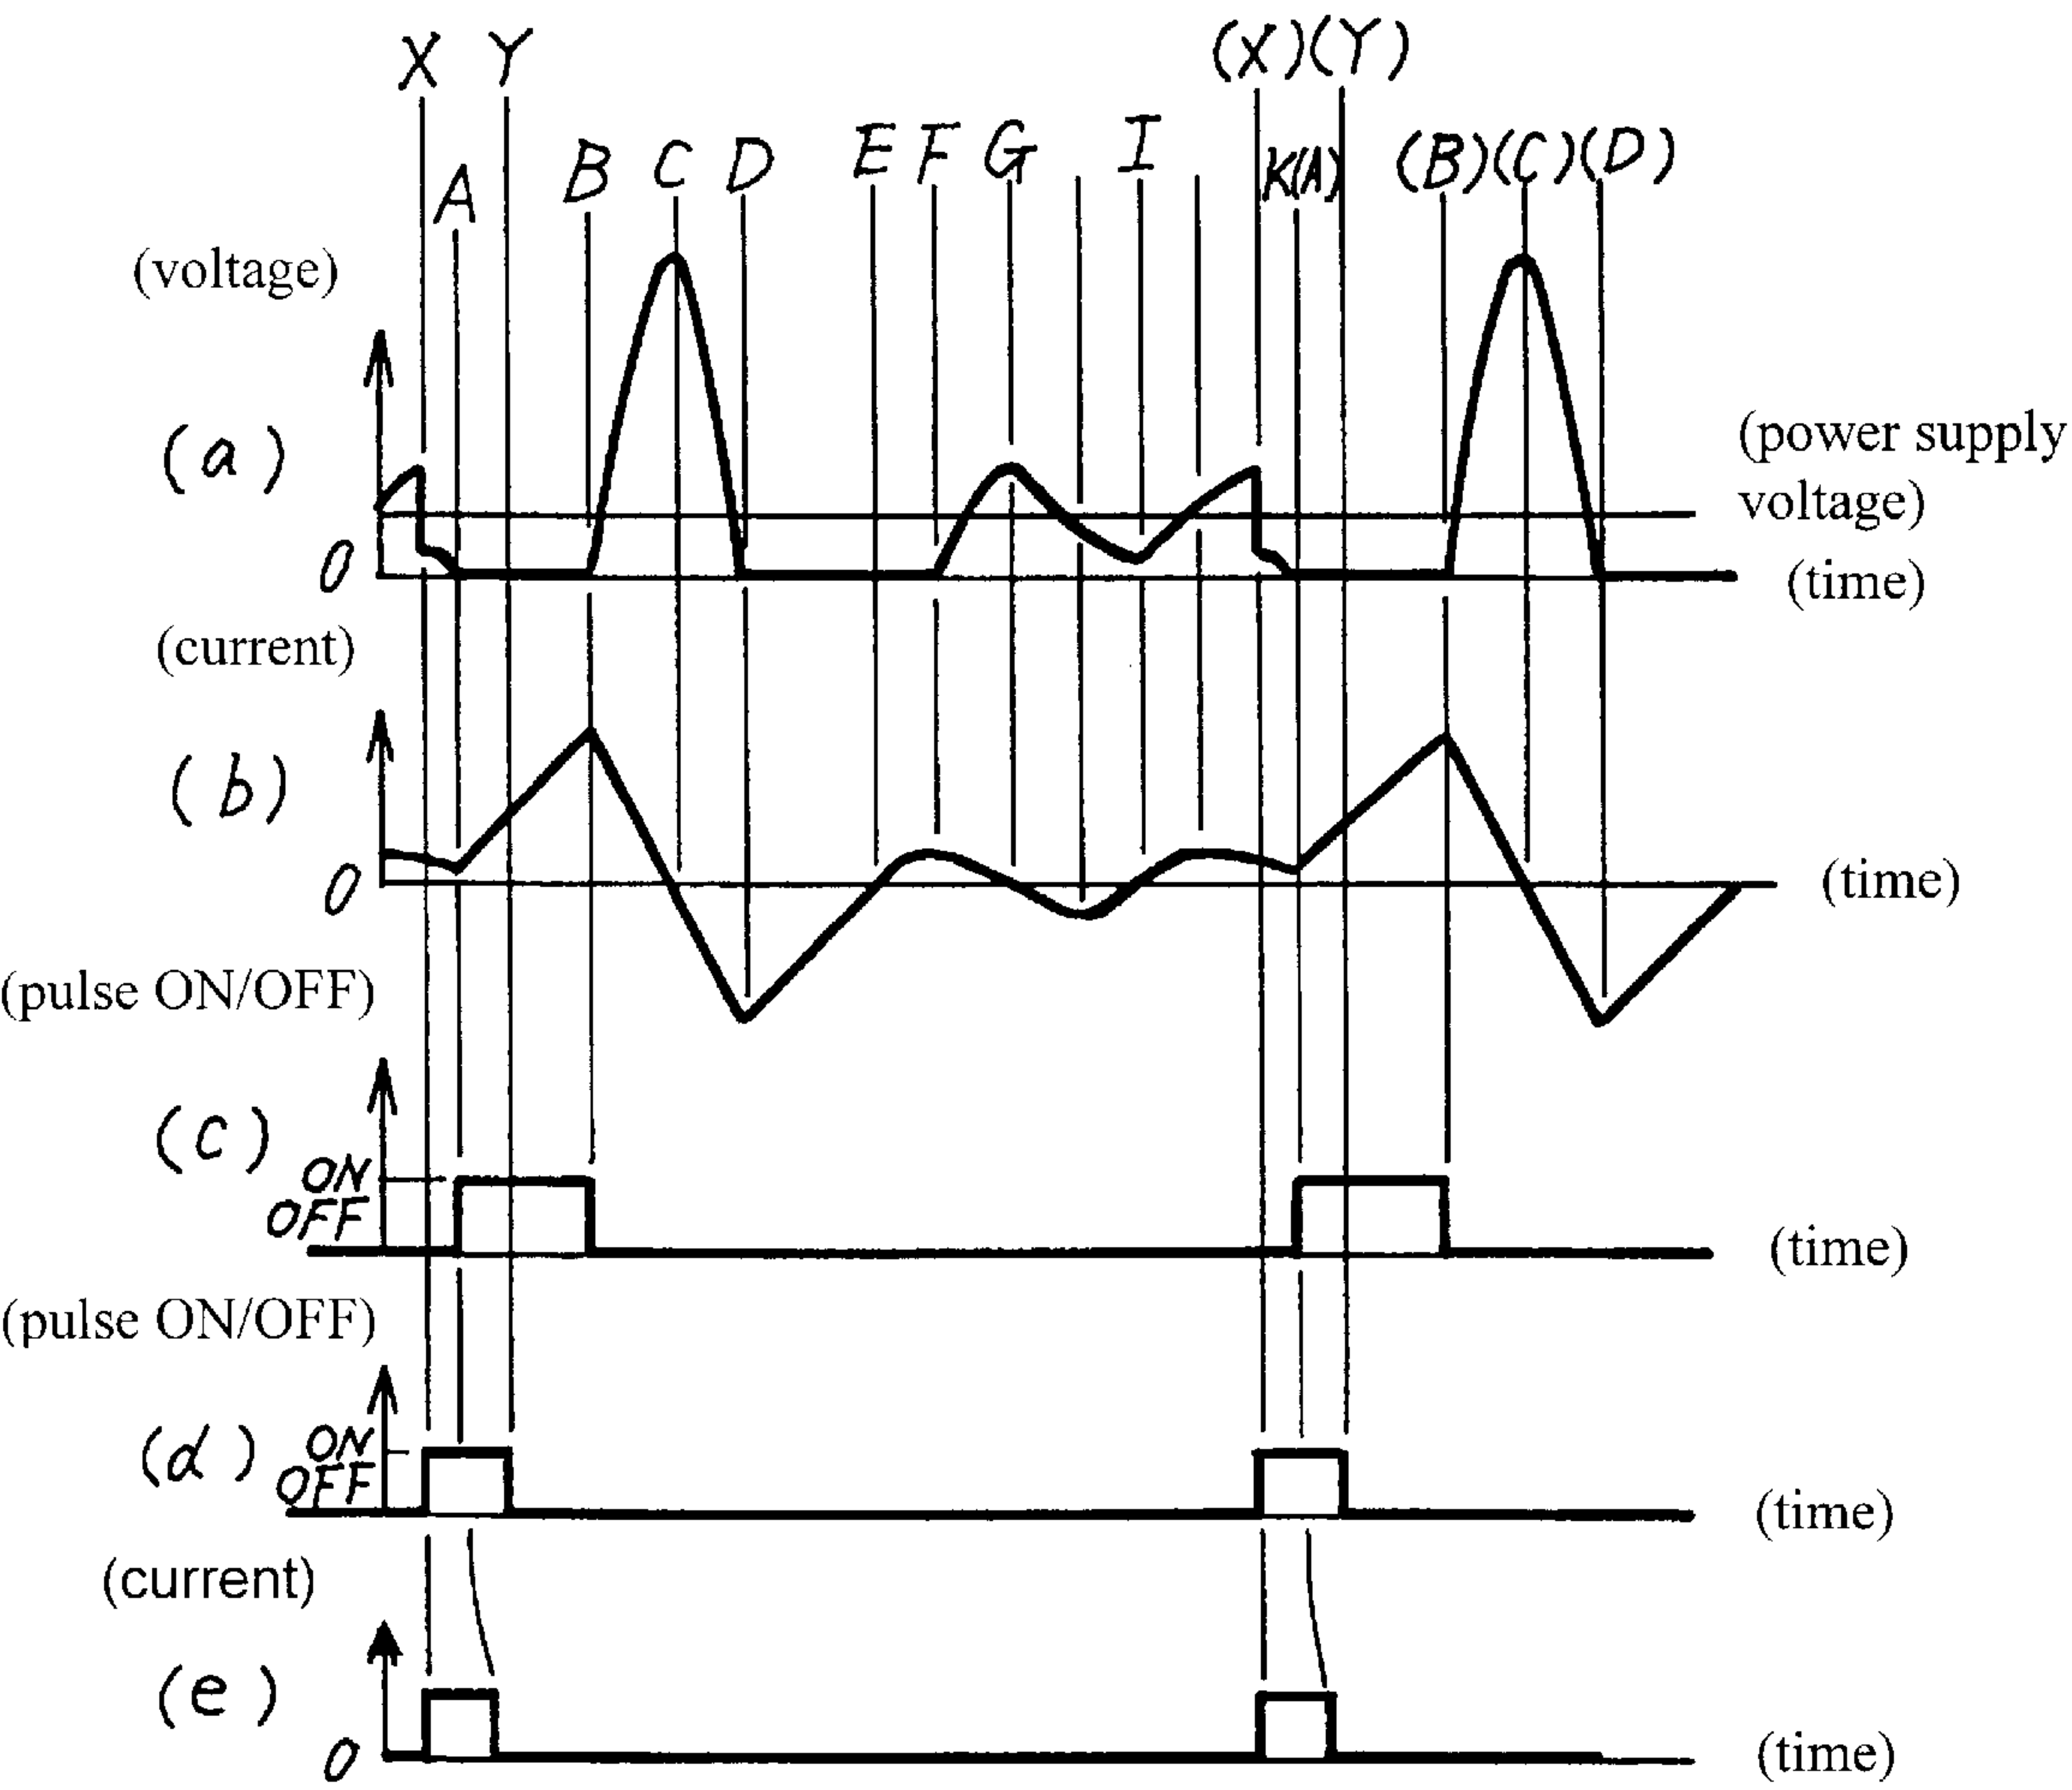 X Y (X)(Y)
A B C D E F G I K(A) (B)(C)(D)
(voltage)
(a)
(power supply
voltage)
0
(time)
(current)
(b)
0
(time)
(pulse ON/OFF)
(c)
ON
OFF
(time)
(pulse ON/OFF)
(d)
ON
OFF
(time)
(current)
(e)
0
(time)